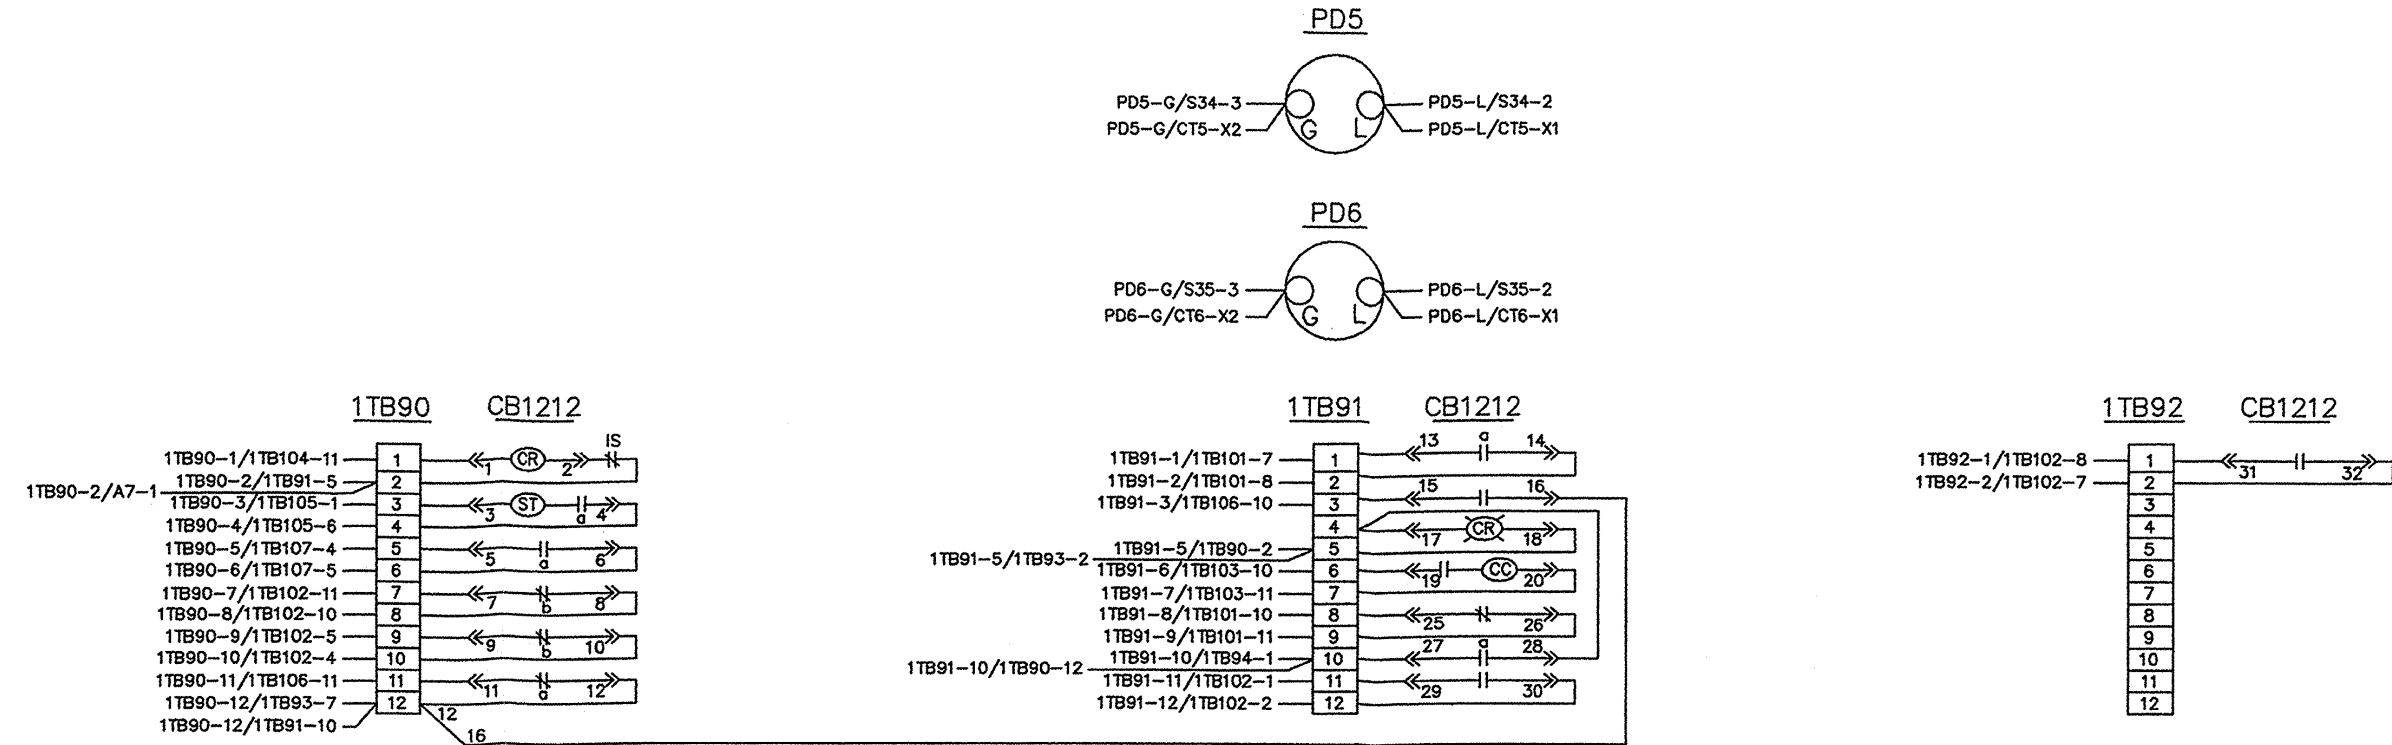 PD5
PD5-G/S34-3
PD5-L/S34-2
PD5-G/CT5-X2
G L
PD5-L/CT5-X1
PD6
PD6-G/S35-3
PD6-L/S35-2
PD6-G/CT6-X2
G L
PD6-L/CT6-X1
1TB90 CB1212
1TB90-1/1TB104-11 1 1 CR 2 IS
1TB90-2/1TB91-5 2
1TB90-2/A7-1
1TB90-3/1TB105-1 3 3 ST a 4
1TB90-4/1TB105-6 4
1TB90-5/1TB107-4 5 5 a 6
1TB90-6/1TB107-5 6
1TB90-7/1TB102-11 7 7 b 8
1TB90-8/1TB102-10 8
1TB90-9/1TB102-5 9 9 b 10
1TB90-10/1TB102-4 10
1TB90-11/1TB106-11 11 11 a 12
1TB90-12/1TB93-7 12
1TB90-12/1TB91-10
12
16
1TB91 CB1212
1TB91-1/1TB101-7 1 13 a 14
1TB91-2/1TB101-8 2
1TB91-3/1TB106-10 3 15 16
4 17 CR 18
1TB91-5/1TB90-2 5
1TB91-5/1TB93-2
1TB91-6/1TB103-10 6 19 CC 20
1TB91-7/1TB103-11 7
1TB91-8/1TB101-10 8 25 26
1TB91-9/1TB101-11 9
1TB91-10/1TB94-1 10 27 a 28
1TB91-10/1TB90-12
1TB91-11/1TB102-1 11 29 30
1TB91-12/1TB102-2 12
1TB92 CB1212
1TB92-1/1TB102-8 1 31 32
1TB92-2/1TB102-7 2
3
4
5
6
7
8
9
10
11
12